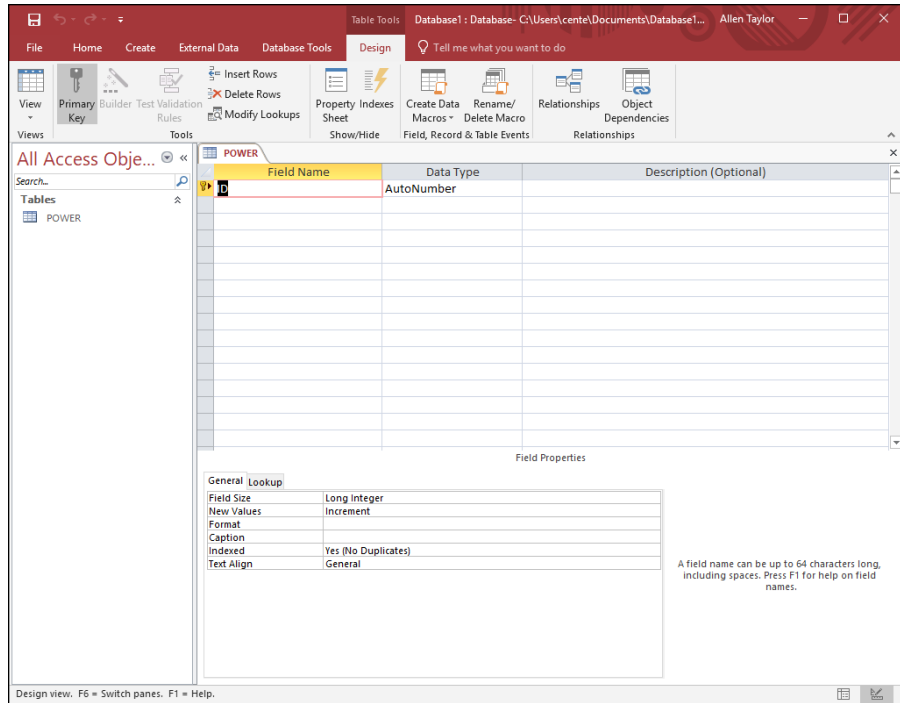 Table Tools Database1 : Database- C:\Users\cente\Documents\Database1... Allen Taylor
File Home Create External Data Database Tools Design Tell me what you want to do
View
Views
Primary Key
Builder
Test Validation Rules
Insert Rows
Delete Rows
Modify Lookups
Tools
Property Sheet
Indexes
Show/Hide
Create Data Macros
Rename/ Delete Macro
Field, Record & Table Events
Relationships
Object Dependencies
Relationships
All Access Obje...
Search...
Tables
POWER
POWER
Field Name Data Type Description (Optional)
ID AutoNumber
Field Properties
General Lookup
Field Size Long Integer
New Values Increment
Format
Caption
Indexed Yes (No Duplicates)
Text Align General
A field name can be up to 64 characters long,
including spaces. Press F1 for help on field
names.
Design view. F6 = Switch panes. F1 = Help.